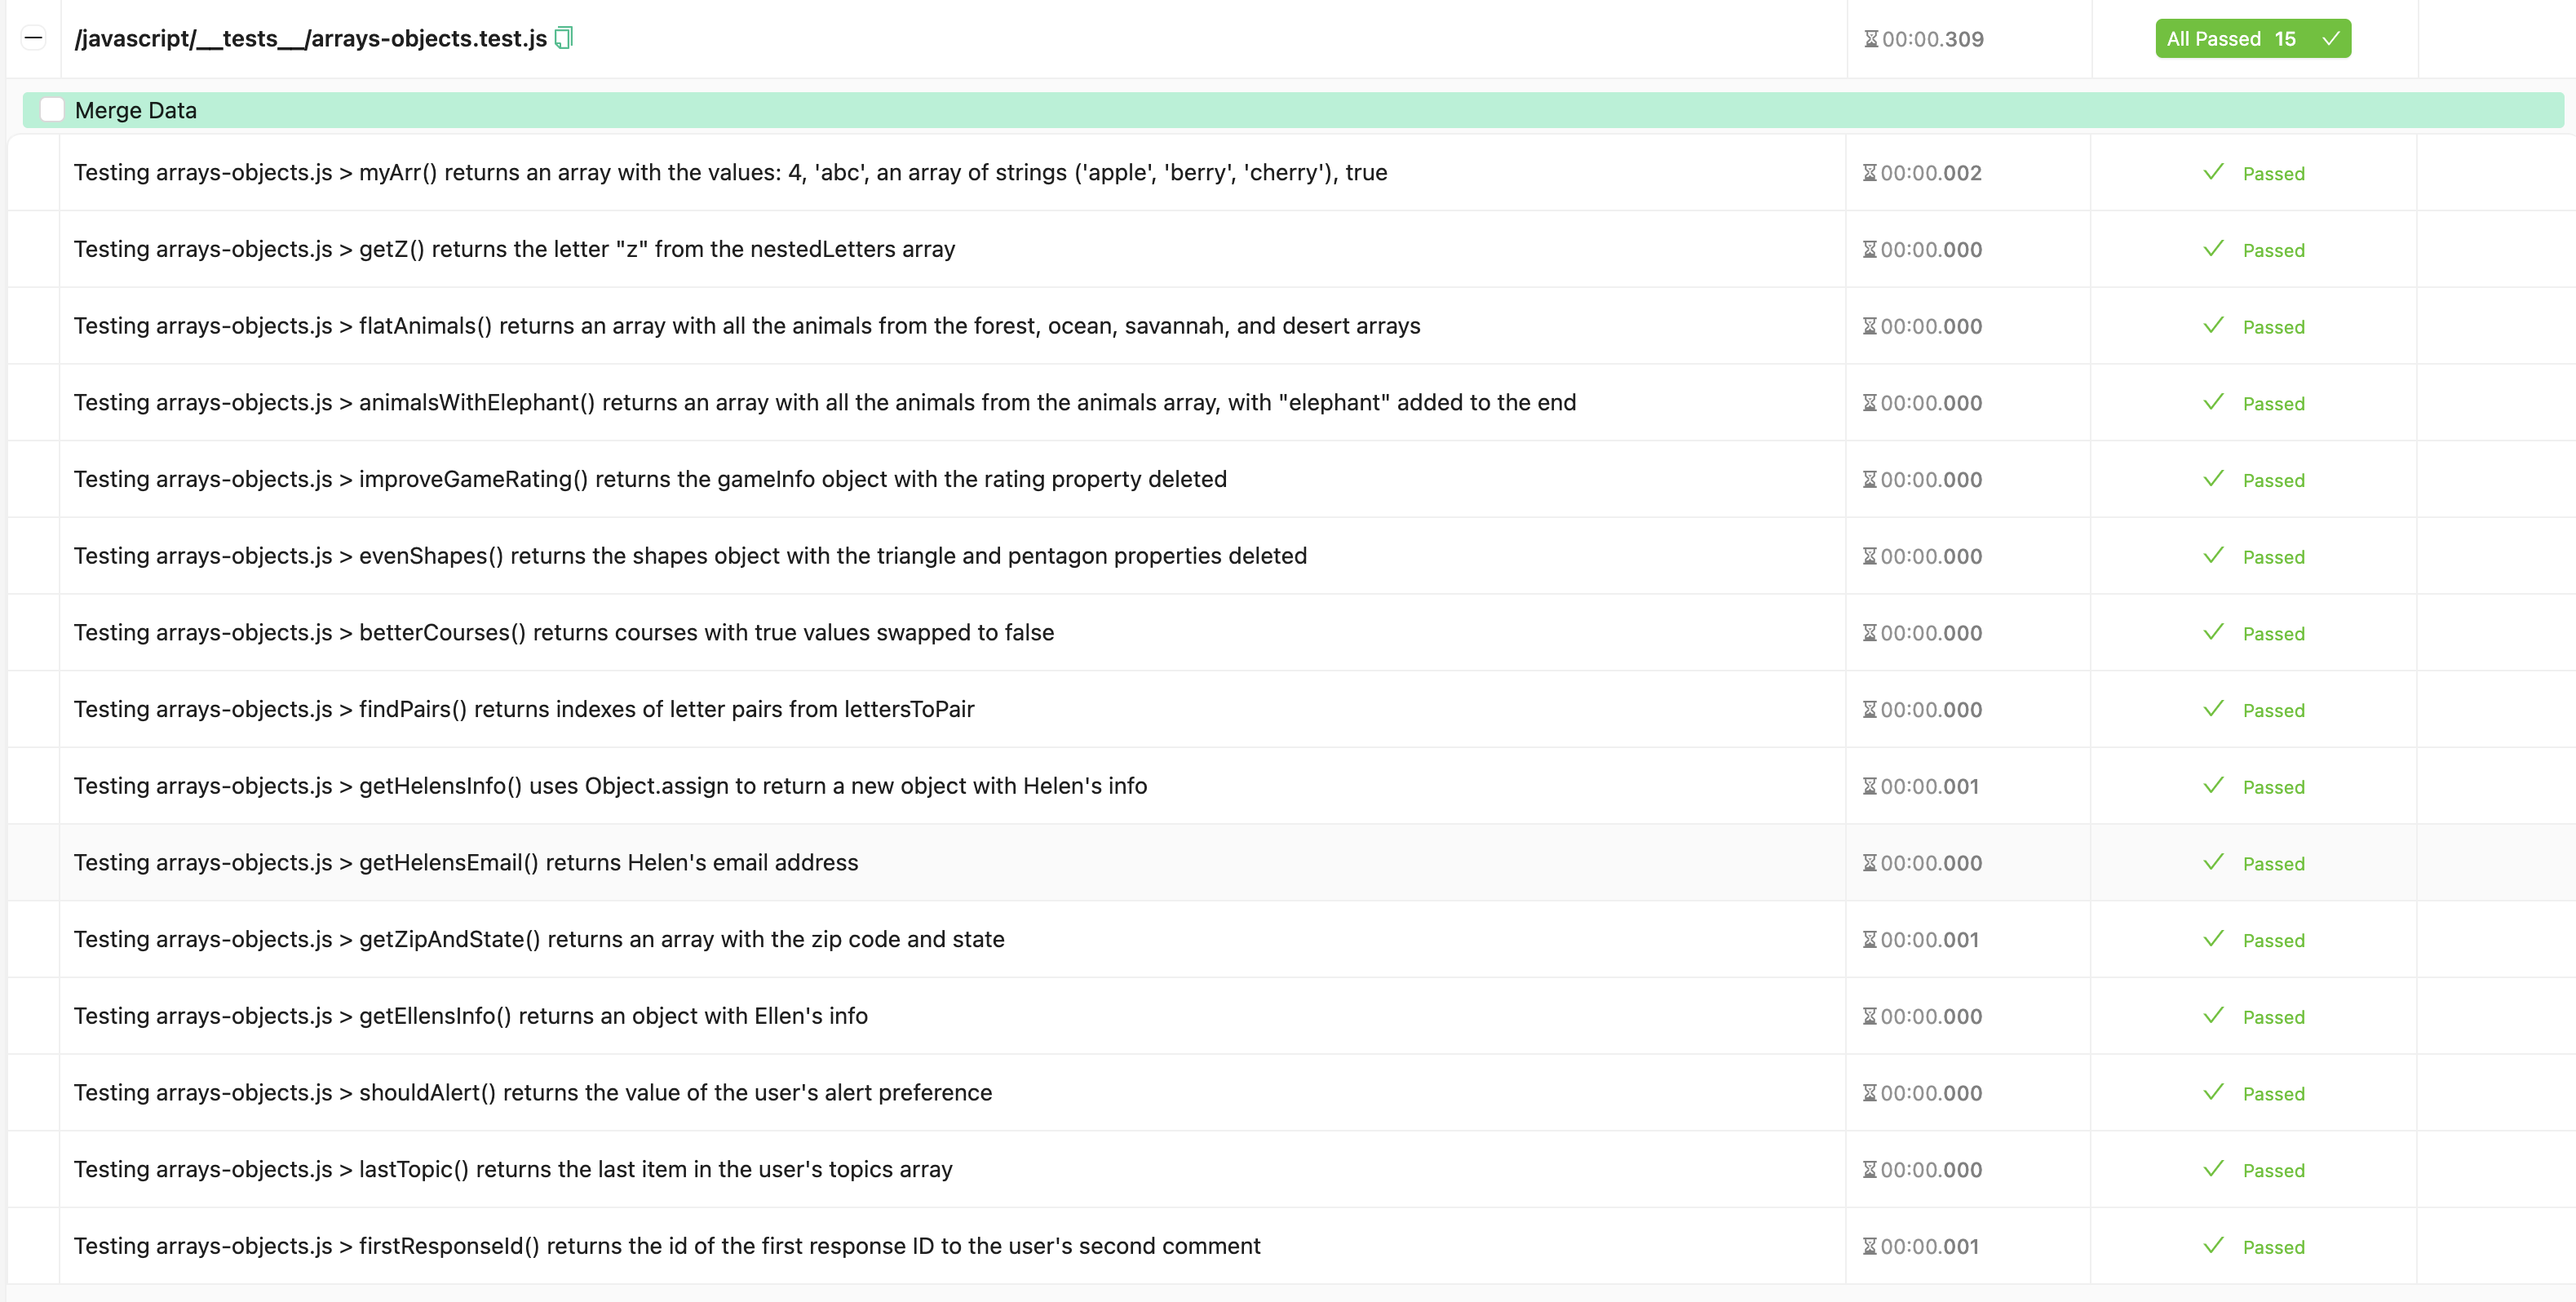 /javascript/__tests__/arrays-objects.test.js 00:00.309 All Passed 15
Merge Data
Testing arrays-objects.js > myArr() returns an array with the values: 4, 'abc', an array of strings ('apple', 'berry', 'cherry'), true 00:00.002 Passed
Testing arrays-objects.js > getZ() returns the letter "z" from the nestedLetters array 00:00.000 Passed
Testing arrays-objects.js > flatAnimals() returns an array with all the animals from the forest, ocean, savannah, and desert arrays 00:00.000 Passed
Testing arrays-objects.js > animalsWithElephant() returns an array with all the animals from the animals array, with "elephant" added to the end 00:00.000 Passed
Testing arrays-objects.js > improveGameRating() returns the gameInfo object with the rating property deleted 00:00.000 Passed
Testing arrays-objects.js > evenShapes() returns the shapes object with the triangle and pentagon properties deleted 00:00.000 Passed
Testing arrays-objects.js > betterCourses() returns courses with true values swapped to false 00:00.000 Passed
Testing arrays-objects.js > findPairs() returns indexes of letter pairs from lettersToPair 00:00.000 Passed
Testing arrays-objects.js > getHelensInfo() uses Object.assign to return a new object with Helen's info 00:00.001 Passed
Testing arrays-objects.js > getHelensEmail() returns Helen's email address 00:00.000 Passed
Testing arrays-objects.js > getZipAndState() returns an array with the zip code and state 00:00.001 Passed
Testing arrays-objects.js > getEllensInfo() returns an object with Ellen's info 00:00.000 Passed
Testing arrays-objects.js > shouldAlert() returns the value of the user's alert preference 00:00.000 Passed
Testing arrays-objects.js > lastTopic() returns the last item in the user's topics array 00:00.000 Passed
Testing arrays-objects.js > firstResponseId() returns the id of the first response ID to the user's second comment 00:00.001 Passed